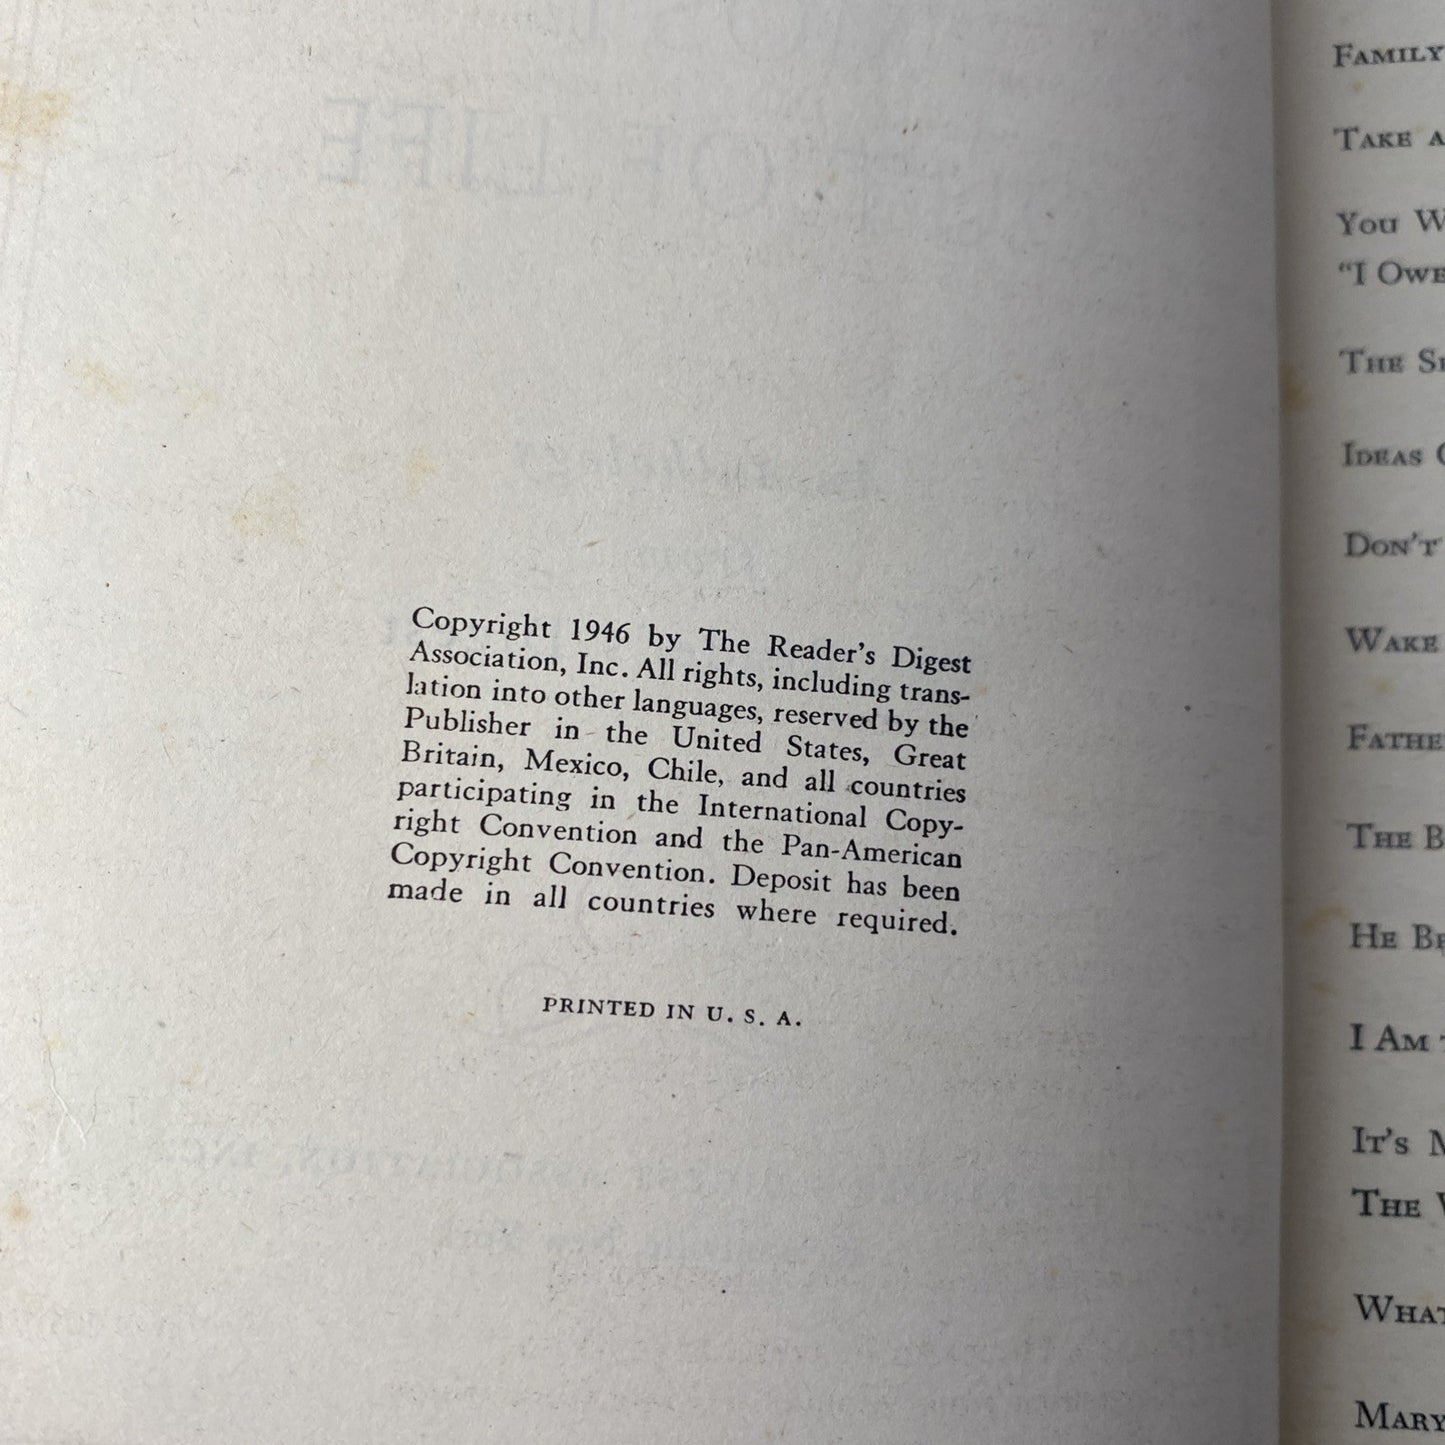 Copyright 1946 by The Reader's Digest
Association, Inc. All rights, including trans-
lation into other languages, reserved by the
Publisher in the United States, Great
Britain, Mexico, Chile, and all countries
participating in the International Copy-
right Convention and the Pan-American
Copyright Convention. Deposit has been
made in all countries where required.
PRINTED IN U. S. A.
FAMILY
TAKE A
YOU
"I OWE
THE
IDEAS
DON'T
WAKE
FATHE
THE B
HE BE
I AM
IT'S
THE
WHAT
MARY